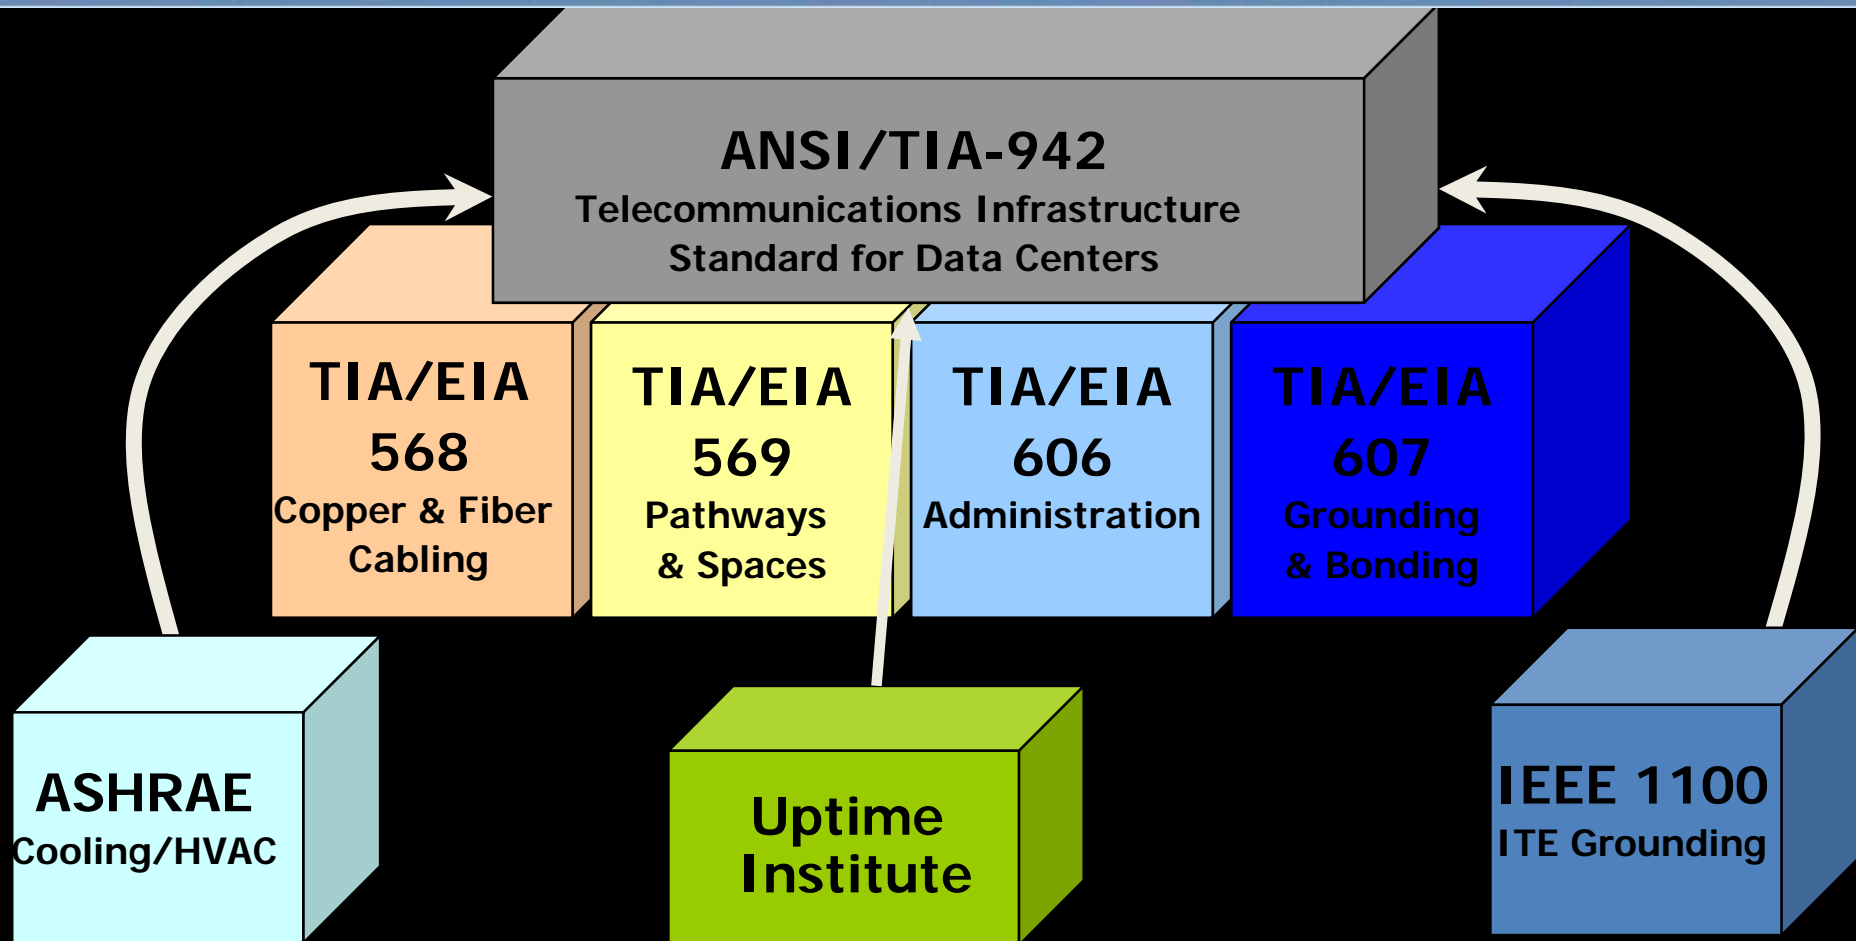 ANSI/TIA-942
Telecommunications Infrastructure
Standard for Data Centers
TIA/EIA
568
Copper & Fiber
Cabling
TIA/EIA
569
Pathways
& Spaces
TIA/EIA
606
Administration
TIA/EIA
607
Grounding
& Bonding
ASHRAE
Cooling/HVAC
Uptime
Institute
IEEE 1100
ITE Grounding